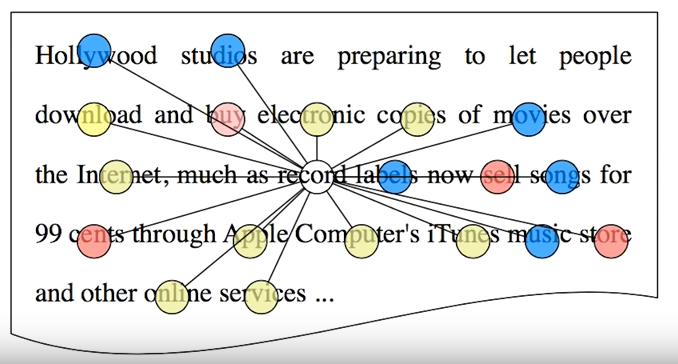 Hollywood studios are preparing to let people
download and buy electronic copies of movies over
the Internet, much as record labels now sell songs for
99 cents through Apple Computer's iTunes music store
and other online services ...